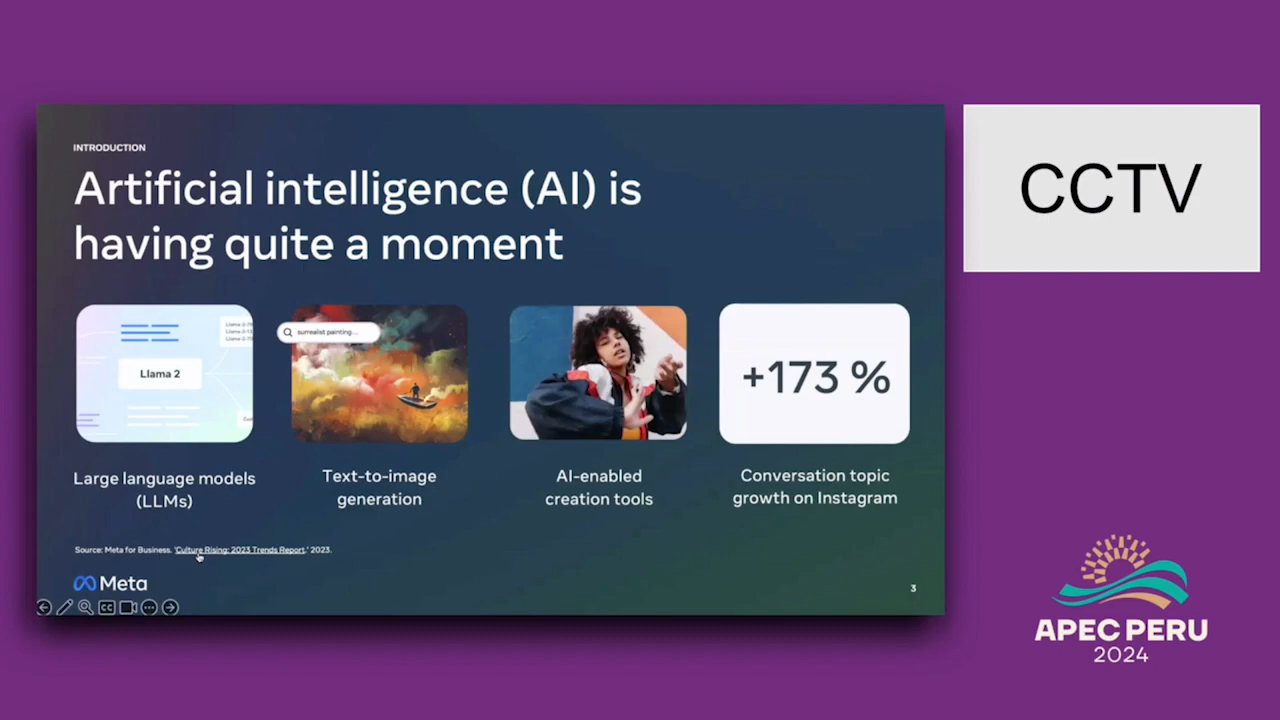 INTRODUCTION
Artificial intelligence (AI) is
having quite a moment
Llama 2
surrealist painting...
+173 %
Large language models
(LLMs)
Text-to-image
generation
AI-enabled
creation tools
Conversation topic
growth on Instagram
Source: Meta for Business. 'Culture Rising: 2023 Trends Report.' 2023.
Meta
3
CC
CCTV
APEC PERU
2024